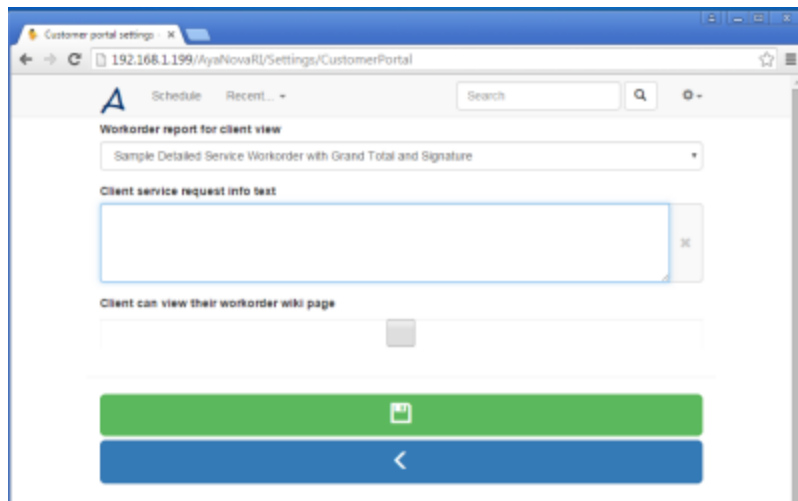 Customer portal settings -
192.168.1.199/AyaNovaRI/Settings/CustomerPortal
A Schedule Recent... Search
Workorder report for client view
Sample Detailed Service Workorder with Grand Total and Signature
Client service request info text
Client can view their workorder wiki page